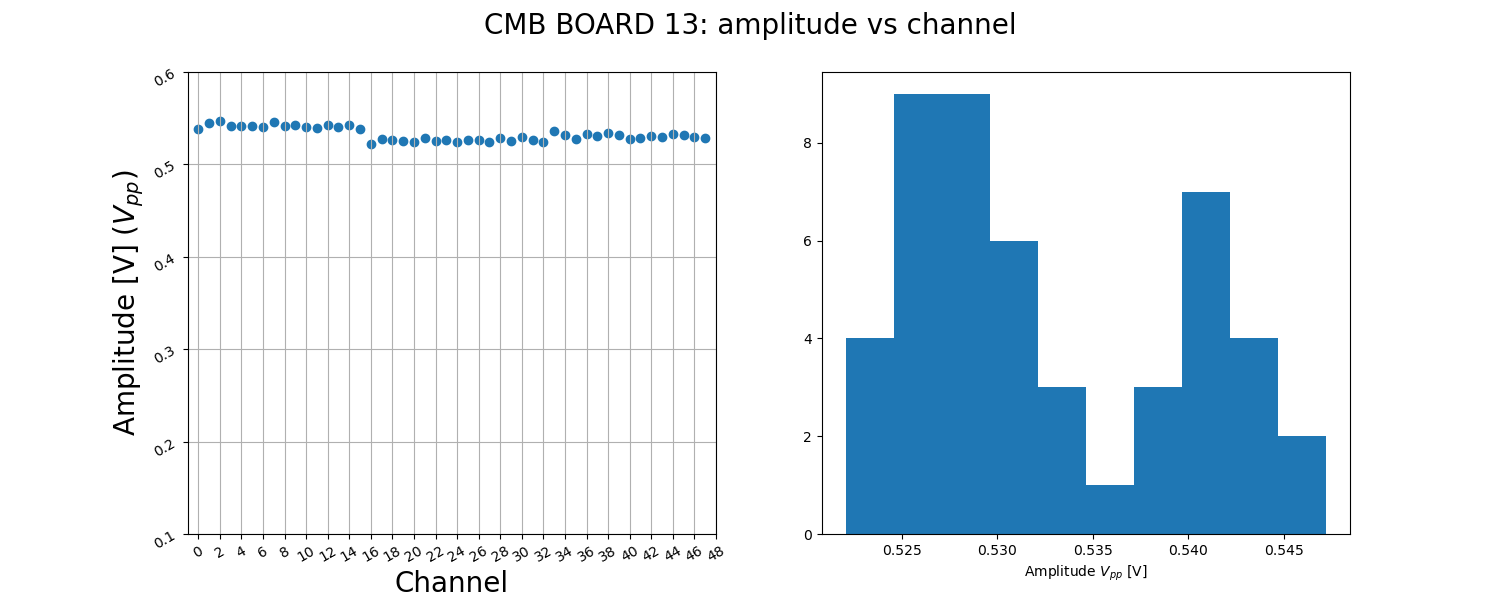 CMB BOARD 13: amplitude vs channel
Amplitude [V] (V_pp)
0.6
0.5
0.4
0.3
0.2
0.1
0 2 4 6 8 10 12 14 16 18 20 22 24 26 28 30 32 34 36 38 40 42 44 46 48
Channel
8
6
4
2
0
0.525 0.530 0.535 0.540 0.545
Amplitude V_pp [V]